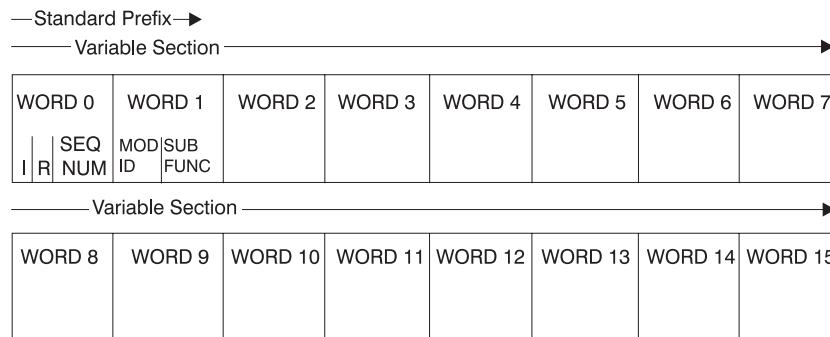 Standard Prefix
Variable Section
WORD 0 WORD 1 WORD 2 WORD 3 WORD 4 WORD 5 WORD 6 WORD 7
SEQ MOD SUB
I R NUM ID FUNC
Variable Section
WORD 8 WORD 9 WORD 10 WORD 11 WORD 12 WORD 13 WORD 14 WORD 15